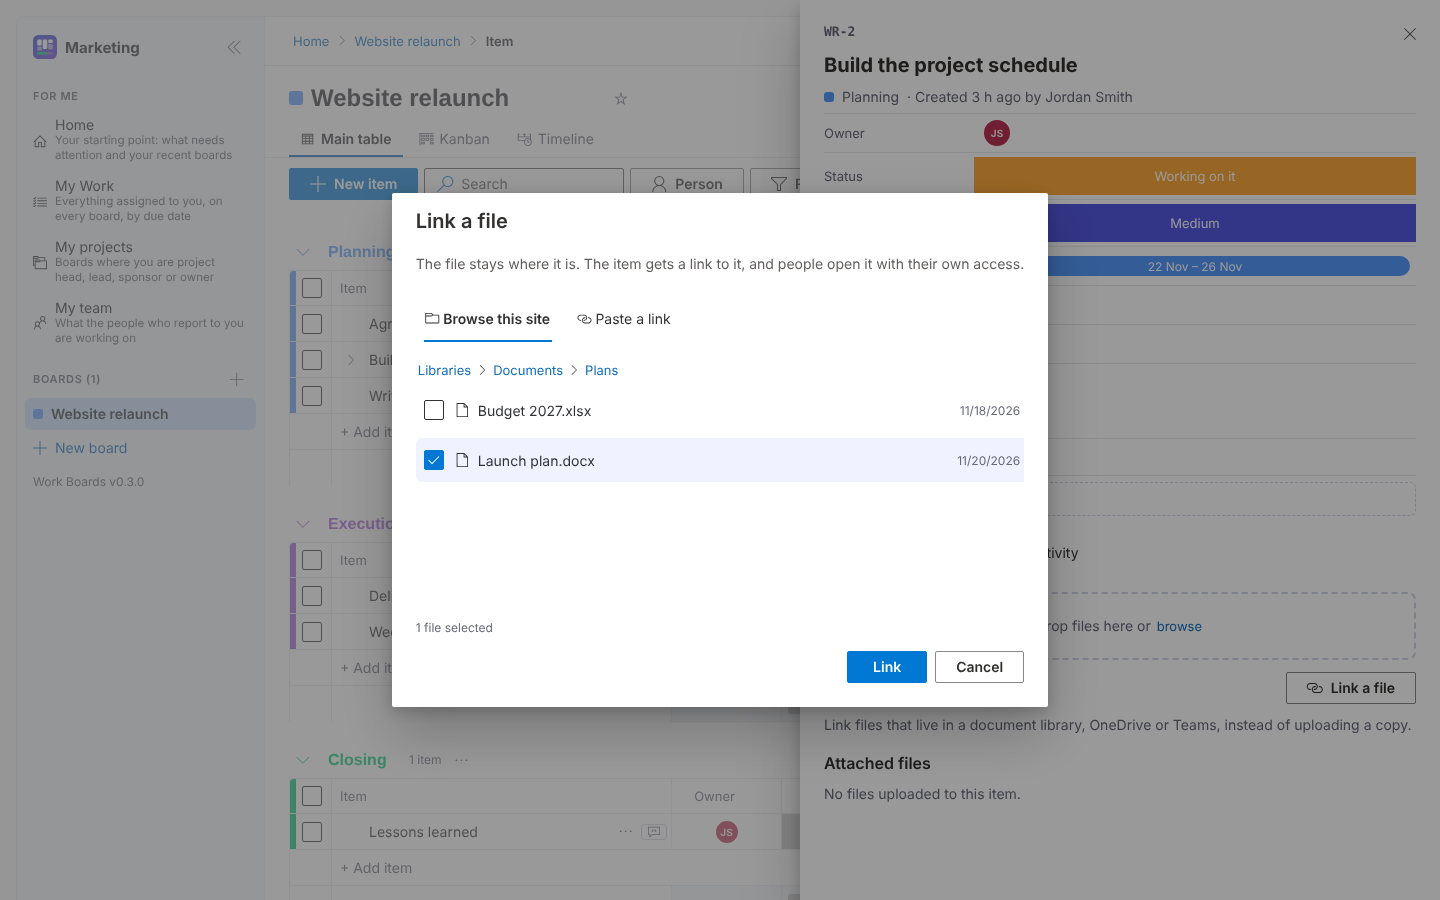 Marketing
FOR ME
Home
Your starting point: what needs
attention and your recent boards
My Work
Everything assigned to you, on
every board, by due date
My projects
Boards where you are project
head, lead, sponsor or owner
My team
What the people who report to you
are working on
BOARDS (1)
Website relaunch
New board
Work Boards v0.3.0
Home > Website relaunch > Item
Website relaunch
Main table
Kanban
Timeline
New item
Search
Person
Planning
Item
+ Add it
Item
+ Add it
Closing
1 item
Item
Owner
Lessons learned
JS
+ Add item
Link a file
The file stays where it is. The item gets a link to it, and people open it with their own access.
Browse this site
Paste a link
Libraries > Documents > Plans
Budget 2027.xlsx
11/18/2026
Launch plan.docx
11/20/2026
1 file selected
Link
Cancel
WR-2
Build the project schedule
Planning · Created 3 h ago by Jordan Smith
Owner
JS
Status
Working on it
Medium
22 Nov – 26 Nov
tivity
rop files here or browse
Link a file
Link files that live in a document library, OneDrive or Teams, instead of uploading a copy.
Attached files
No files uploaded to this item.